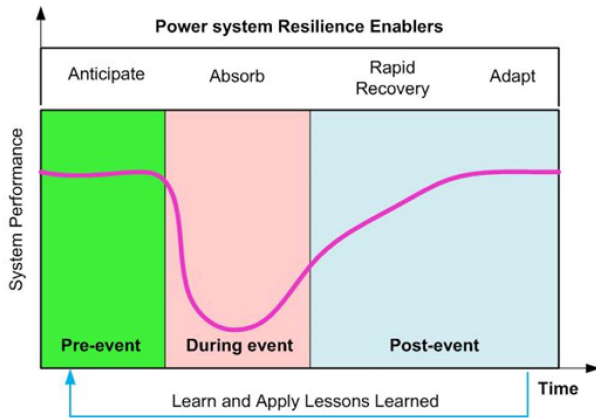 Power system Resilience Enablers
Anticipate
Absorb
Rapid
Recovery
Adapt
System Performance
Pre-event
During event
Post-event
Time
Learn and Apply Lessons Learned